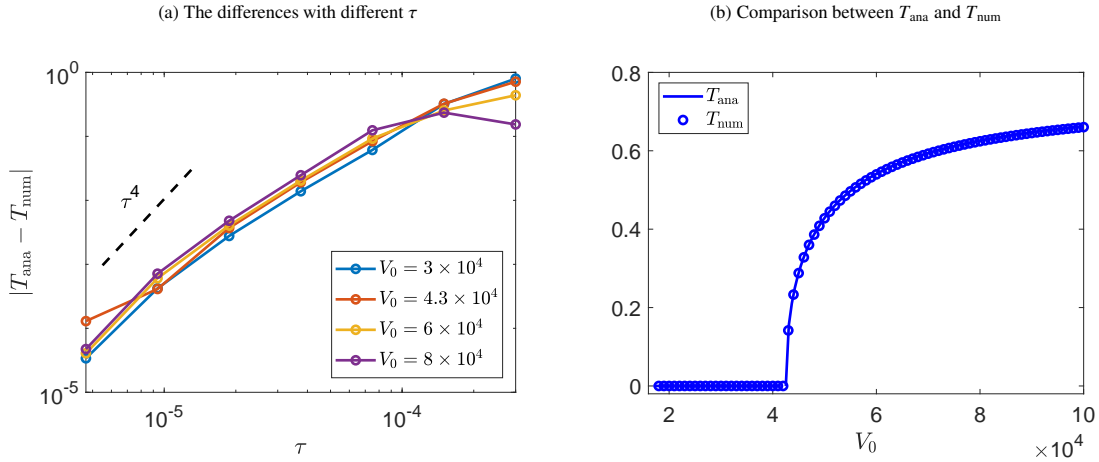 (a) The differences with different τ
10^0
10^-5
|T_ana − T_num|
τ^4
V_0 = 3 × 10^4
V_0 = 4.3 × 10^4
V_0 = 6 × 10^4
V_0 = 8 × 10^4
10^-5
10^-4
τ
(b) Comparison between T_ana and T_num
0.8
0.6
0.4
0.2
0
T_ana
T_num
2
4
6
8
10
V_0
×10^4